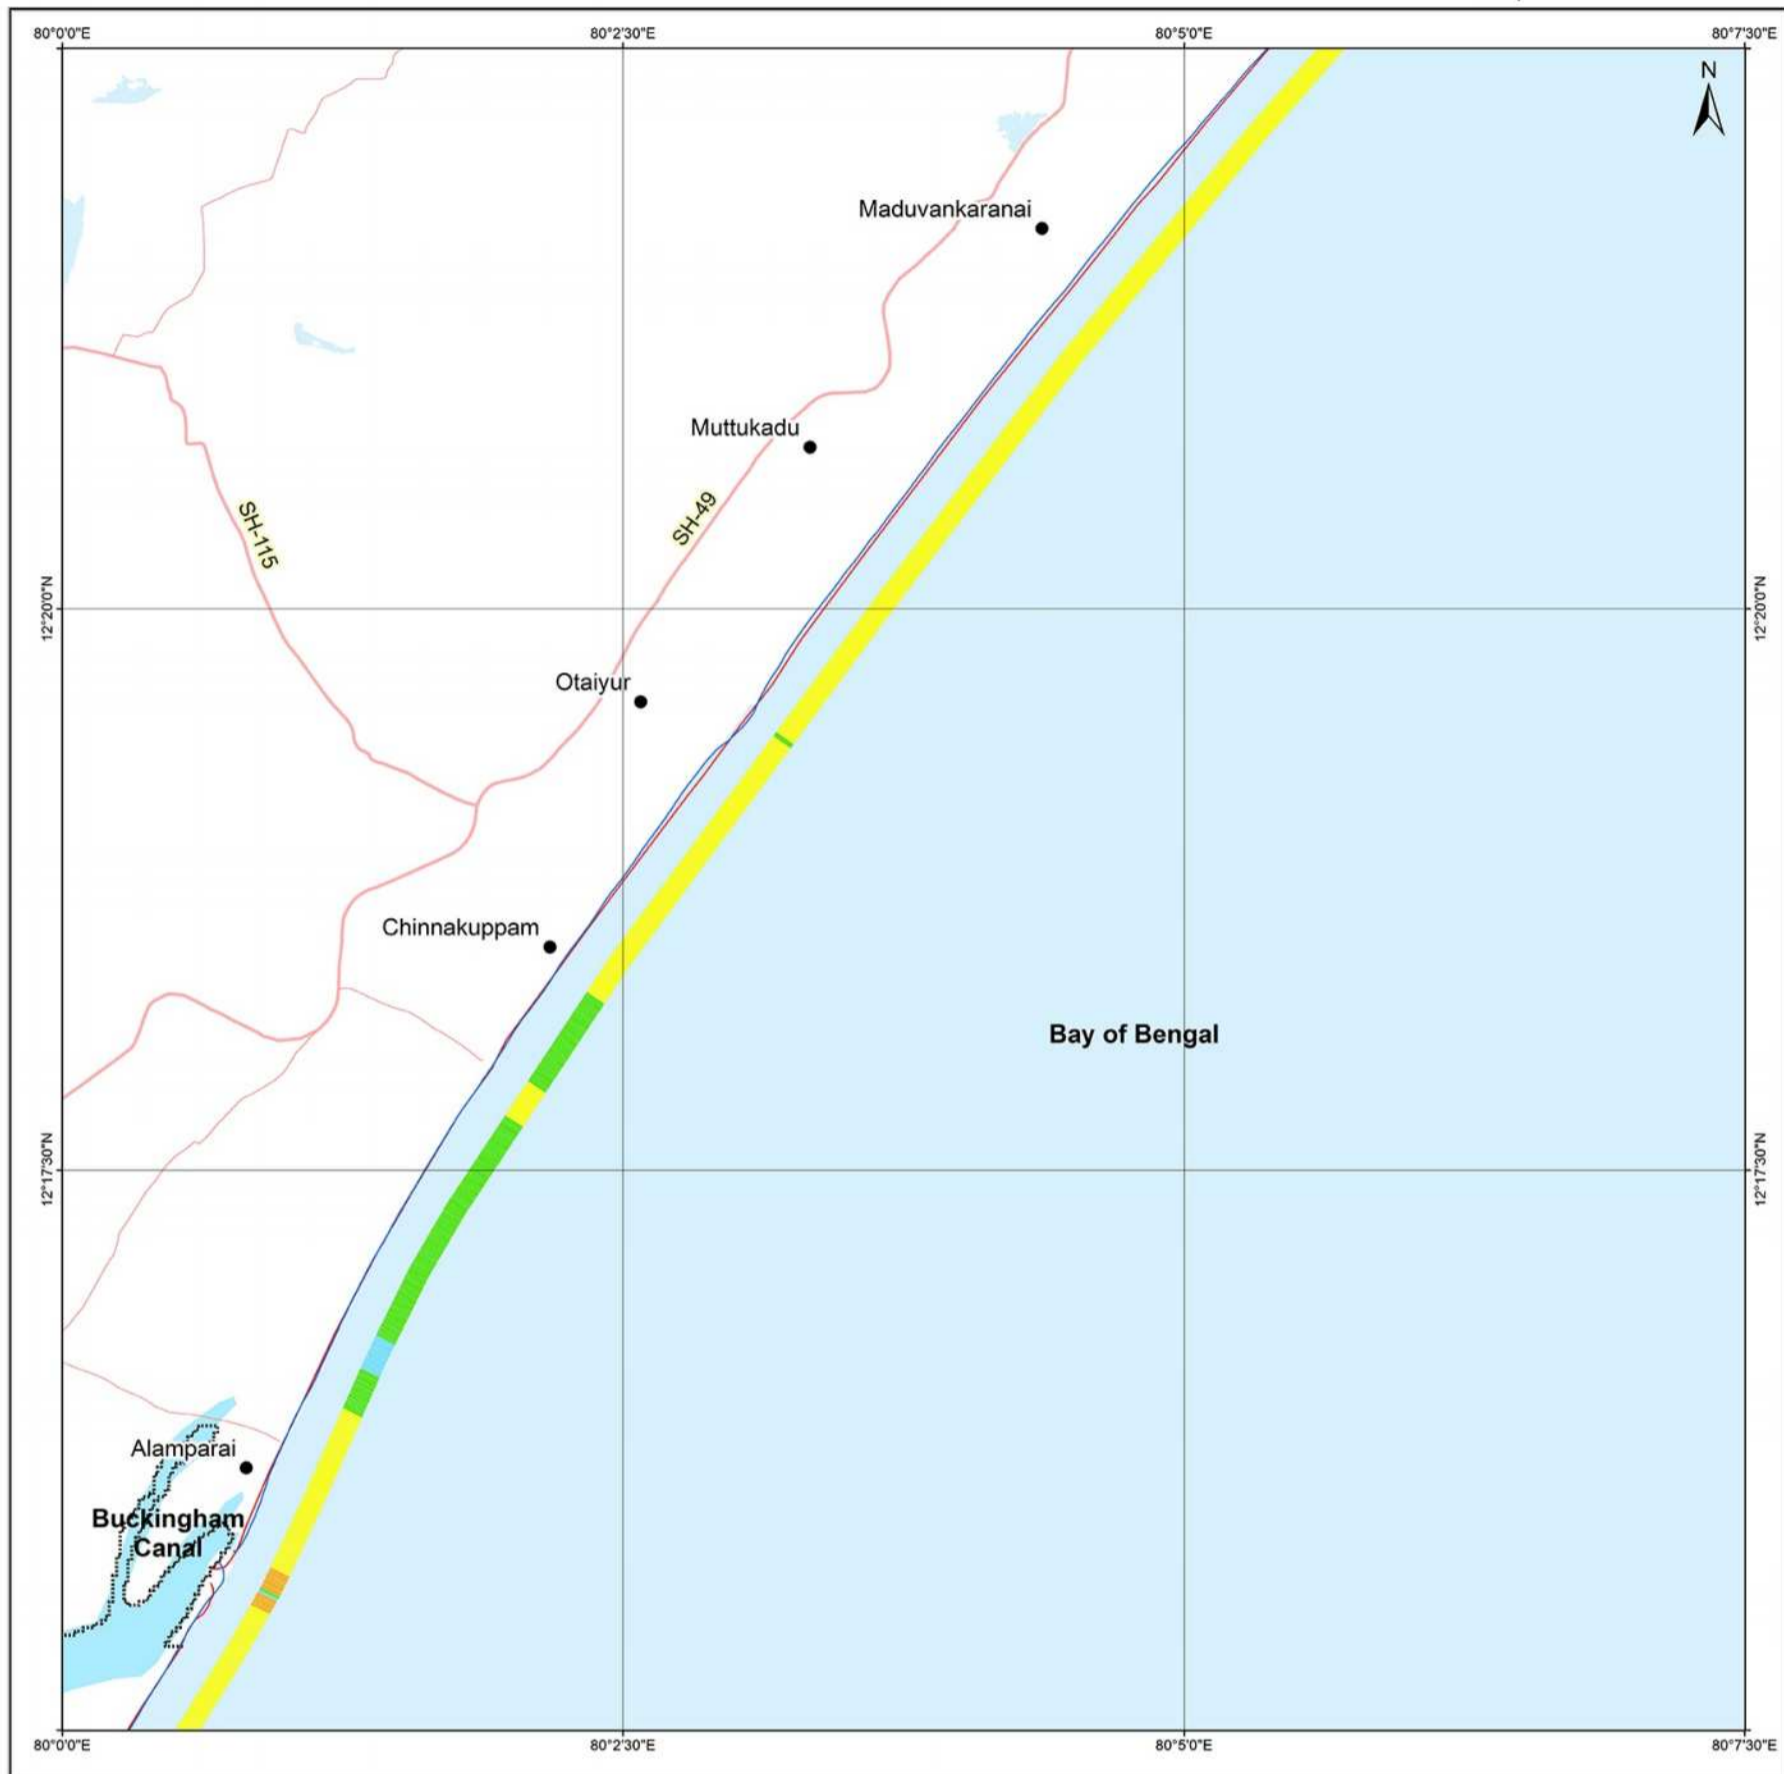 80°0'0"E
80°2'30"E
80°5'0"E
80°7'30"E
N
Maduvankaranai
Muttukadu
SH-115
SH-49
12°20'0"N
12°20'0"N
Otaiyur
Chinnakuppam
Bay of Bengal
12°17'30"N
12°17'30"N
Alamparai
Buckingham
Canal
80°0'0"E
80°2'30"E
80°5'0"E
80°7'30"E